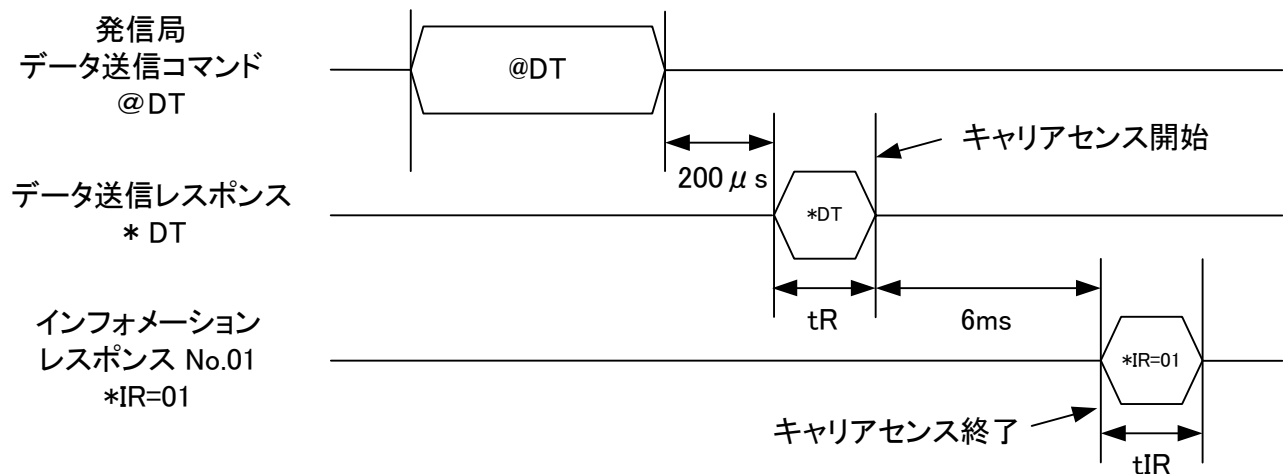 発信局
データ送信コマンド
＠DT
@DT
キャリアセンス開始
200μs
データ送信レスポンス
＊DT
*DT
tR
6ms
インフォメーション
レスポンス No.01
*IR=01
*IR=01
キャリアセンス終了
tIR